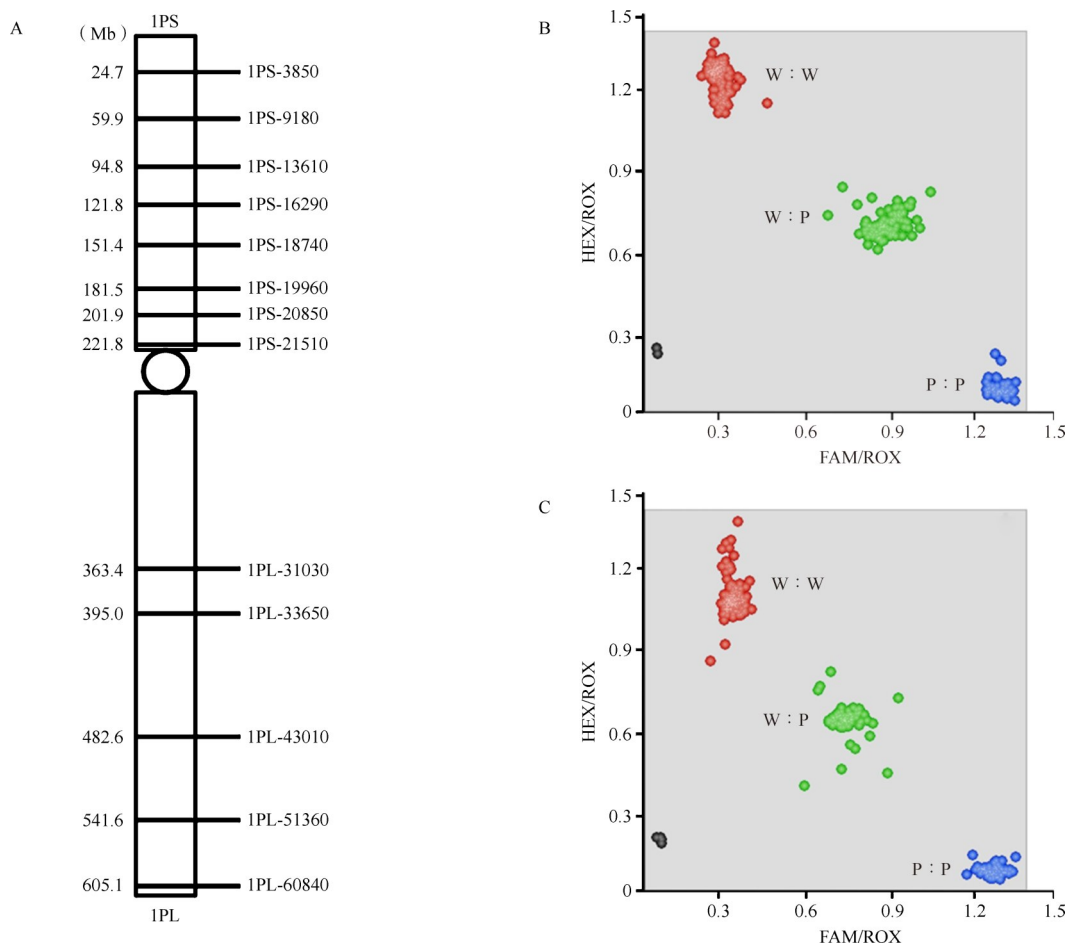 A
1PS
( Mb)
24.7 1PS-3850
59.9 1PS-9180
94.8 1PS-13610
121.8 1PS-16290
151.4 1PS-18740
181.5 1PS-19960
201.9 1PS-20850
221.8 1PS-21510
363.4 1PL-31030
395.0 1PL-33650
482.6 1PL-43010
541.6 1PL-51360
605.1 1PL-60840
1PL
B
1.5
1.2
0.9
0.6
0.3
0
HEX/ROX
W：W
W：P
P：P
0.3 0.6 0.9 1.2 1.5
FAM/ROX
C
1.5
1.2
0.9
0.6
0.3
0
HEX/ROX
W：W
W：P
P：P
0.3 0.6 0.9 1.2 1.5
FAM/ROX